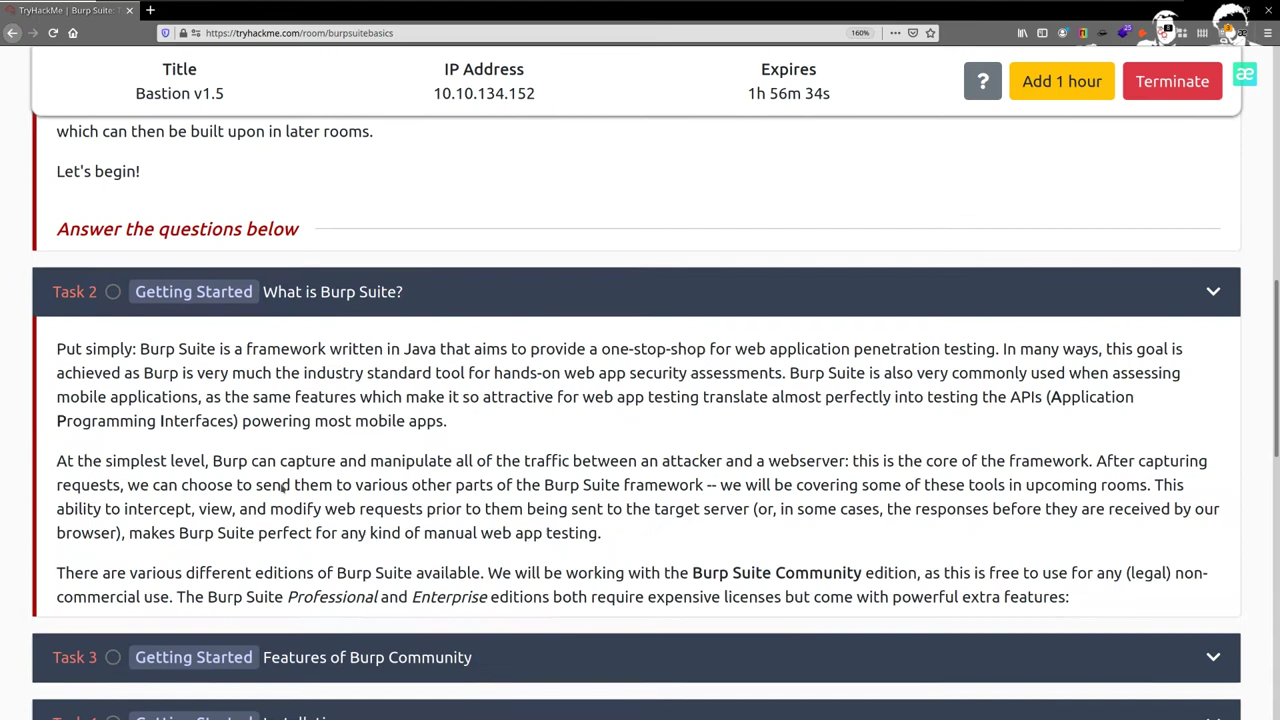 TryHackMe | Burp Suite: T
https://tryhackme.com/room/burpsuitebasics
160%
Title
IP Address
Expires
Bastion v1.5
10.10.134.152
1h 56m 34s
?
Add 1 hour
Terminate
æ
which can then be built upon in later rooms.
Let's begin!
Answer the questions below
Task 2 Getting Started What is Burp Suite?
Put simply: Burp Suite is a framework written in Java that aims to provide a one-stop-shop for web application penetration testing. In many ways, this goal is
achieved as Burp is very much the industry standard tool for hands-on web app security assessments. Burp Suite is also very commonly used when assessing
mobile applications, as the same features which make it so attractive for web app testing translate almost perfectly into testing the APIs (Application
Programming Interfaces) powering most mobile apps.
At the simplest level, Burp can capture and manipulate all of the traffic between an attacker and a webserver: this is the core of the framework. After capturing
requests, we can choose to send them to various other parts of the Burp Suite framework -- we will be covering some of these tools in upcoming rooms. This
ability to intercept, view, and modify web requests prior to them being sent to the target server (or, in some cases, the responses before they are received by our
browser), makes Burp Suite perfect for any kind of manual web app testing.
There are various different editions of Burp Suite available. We will be working with the Burp Suite Community edition, as this is free to use for any (legal) non-
commercial use. The Burp Suite Professional and Enterprise editions both require expensive licenses but come with powerful extra features:
Task 3 Getting Started Features of Burp Community